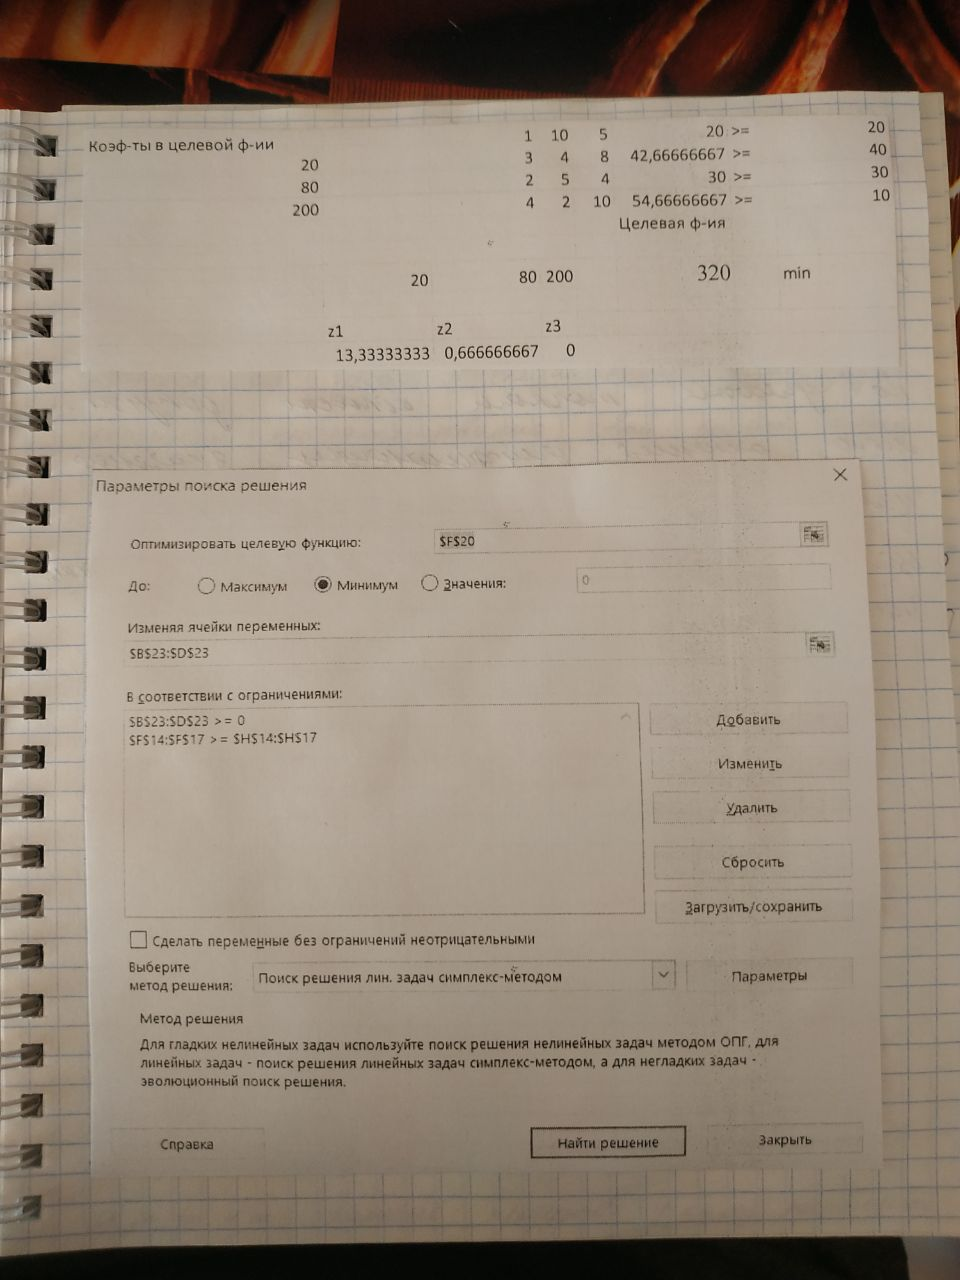 Коэф-ты в целевой ф-ии 1 10 5 20 >= 20
20 3 4 8 42,66666667 >= 40
80 2 5 4 30 >= 30
200 4 2 10 54,66666667 >= 10
Целевая ф-ия
20 80 200 320 min
z1 z2 z3
13,33333333 0,666666667 0
Параметры поиска решения
Оптимизировать целевую функцию: $F$20
До: Максимум Минимум Значения: 0
Изменяя ячейки переменных:
$B$23:$D$23
В соответствии с ограничениями:
$B$23:$D$23 >= 0
$F$14:$F$17 >= $H$14:$H$17
Добавить
Изменить
Удалить
Сбросить
Загрузить/сохранить
Сделать переменные без ограничений неотрицательными
Выберите
метод решения:
Поиск решения лин. задач симплекс-методом
Параметры
Метод решения
Для гладких нелинейных задач используйте поиск решения нелинейных задач методом ОПГ, для
линейных задач - поиск решения линейных задач симплекс-методом, а для негладких задач -
эволюционный поиск решения.
Справка Найти решение Закрыть